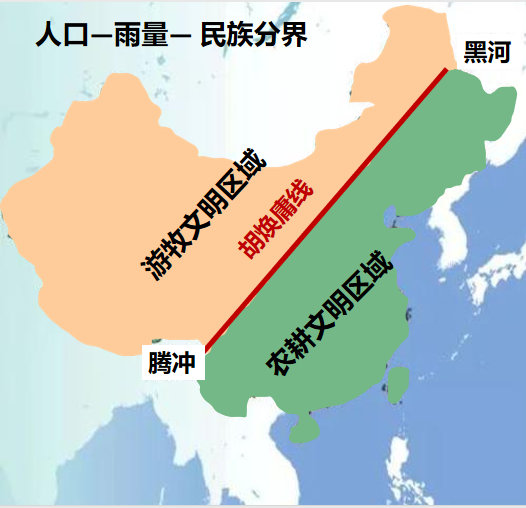 人口—雨量— 民族分界
黑河
游牧文明区域
胡焕庸线
农耕文明区域
腾冲